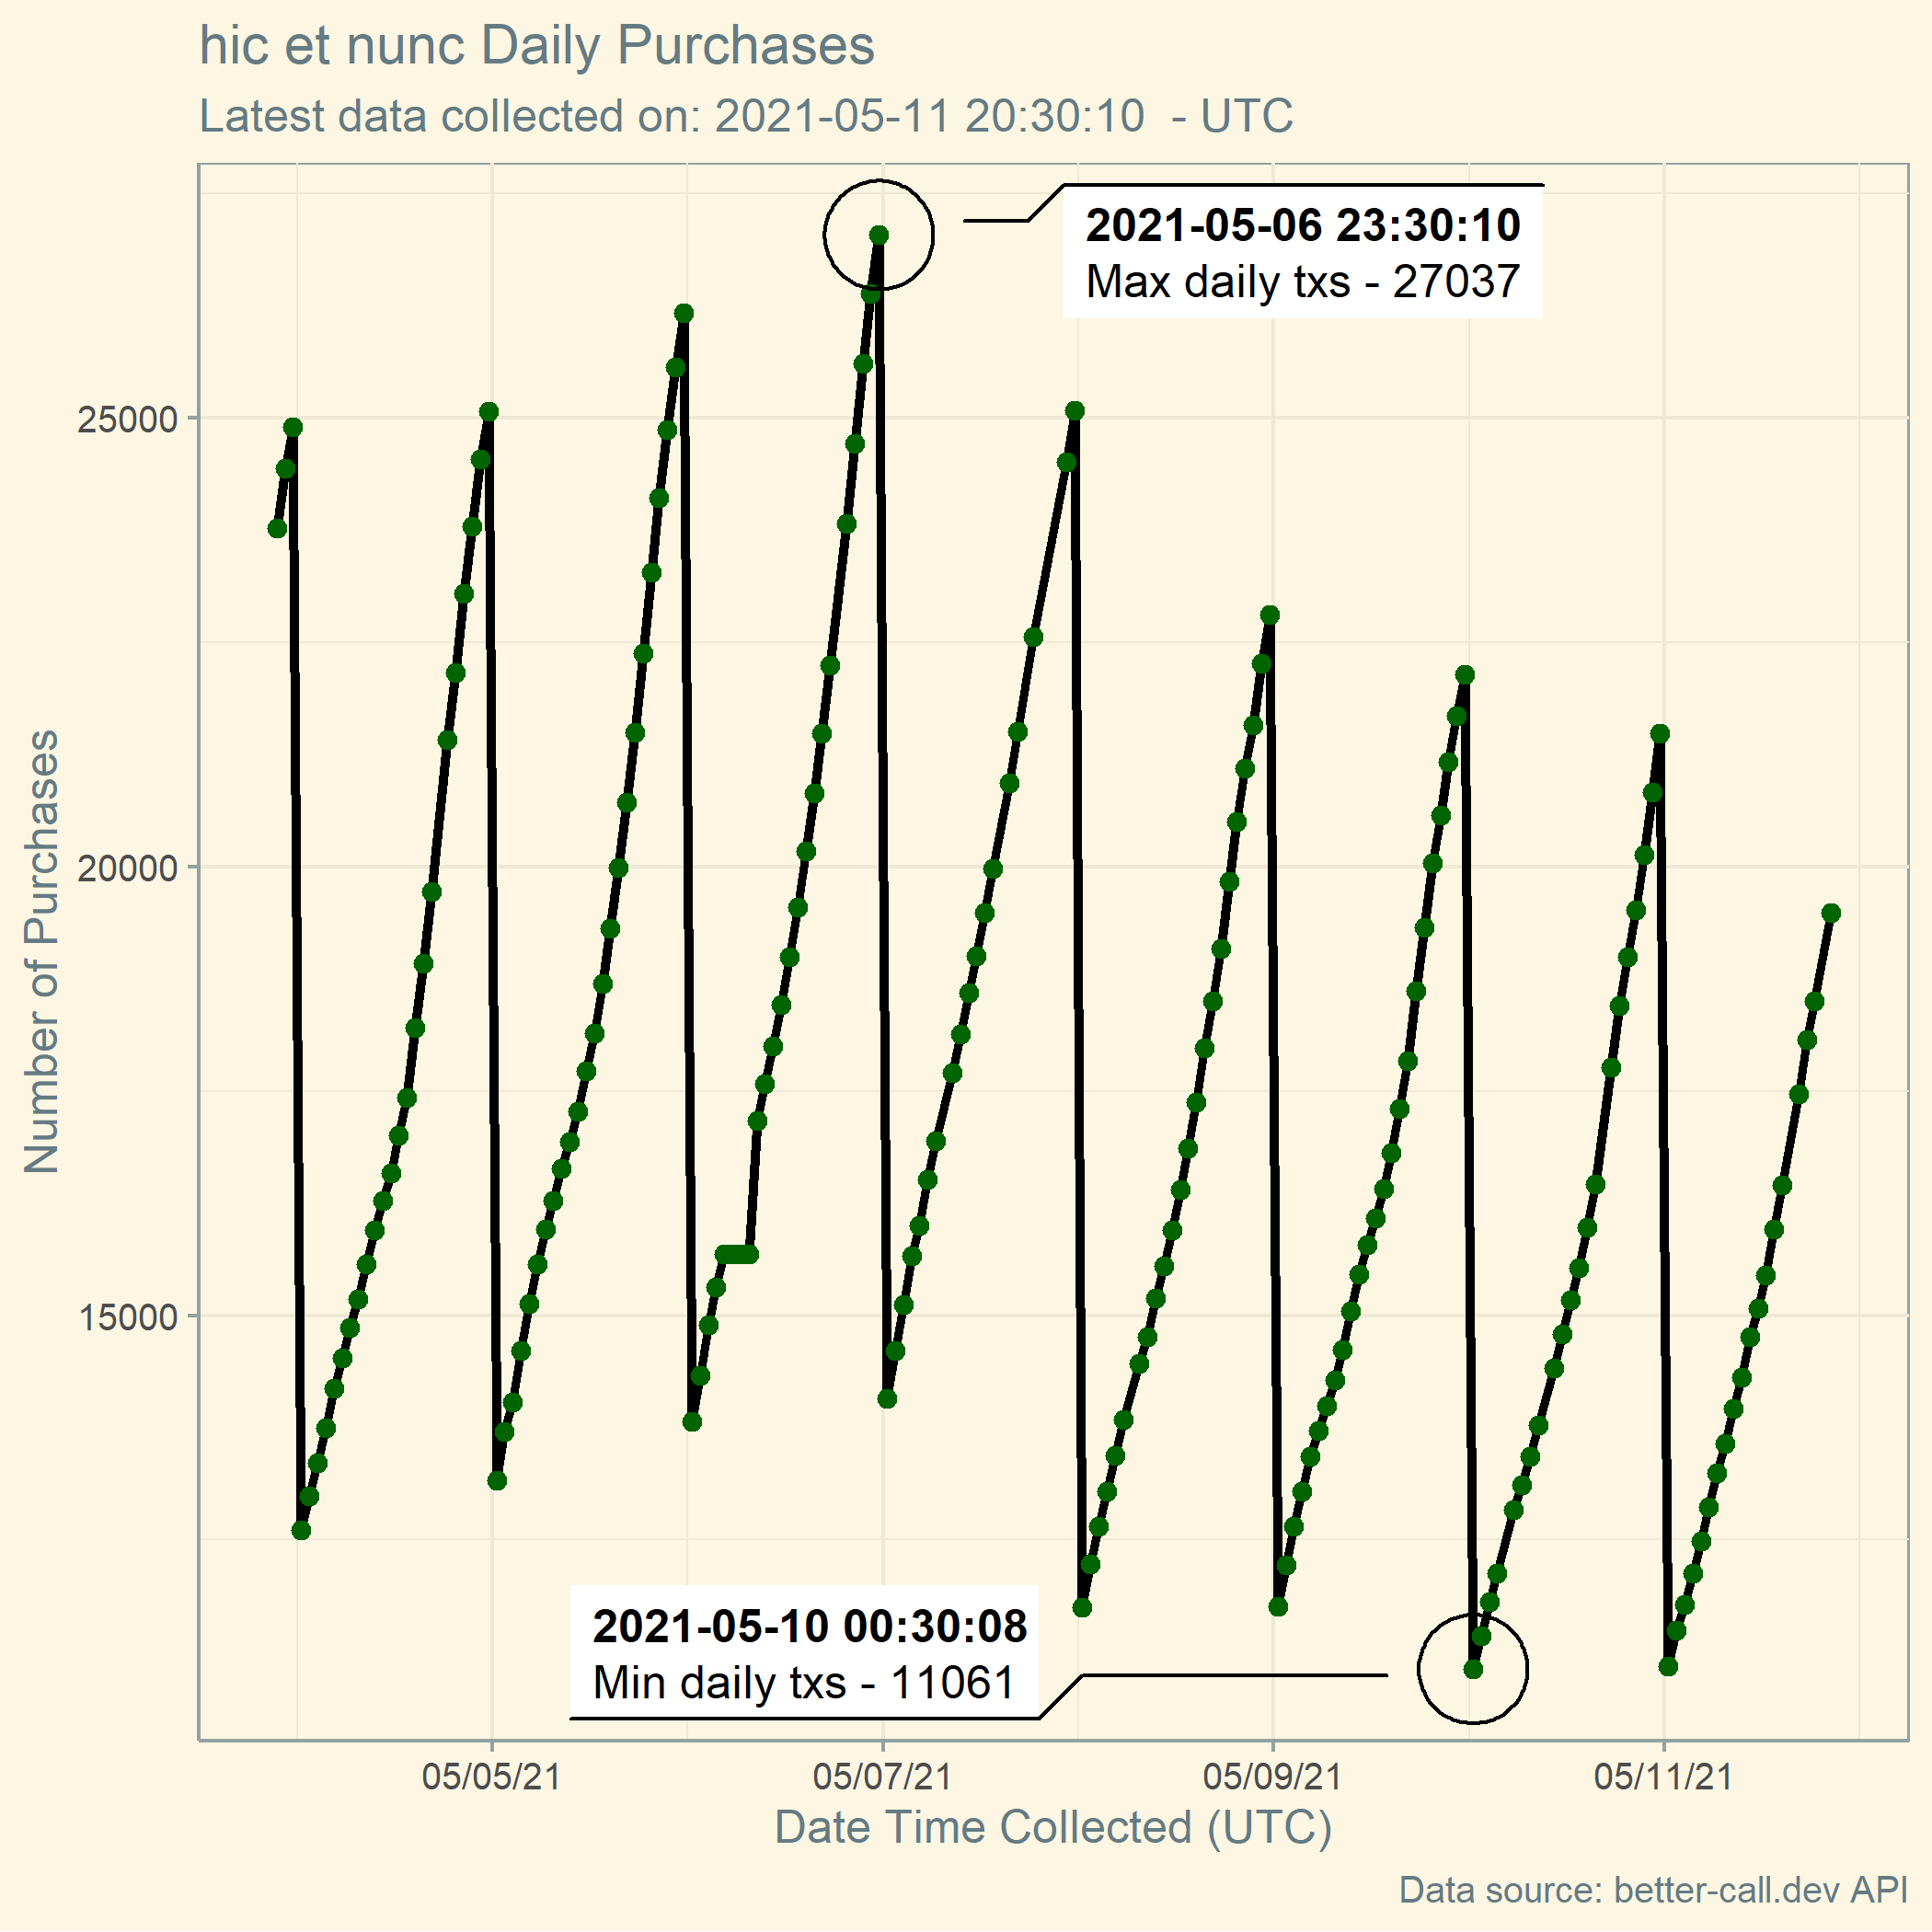 hic et nunc Daily Purchases
Latest data collected on: 2021-05-11 20:30:10  - UTC
2021-05-06 23:30:10
Max daily txs - 27037
25000
20000
15000
Number of Purchases
2021-05-10 00:30:08
Min daily txs - 11061
05/05/21
05/07/21
05/09/21
05/11/21
Date Time Collected (UTC)
Data source: better-call.dev API